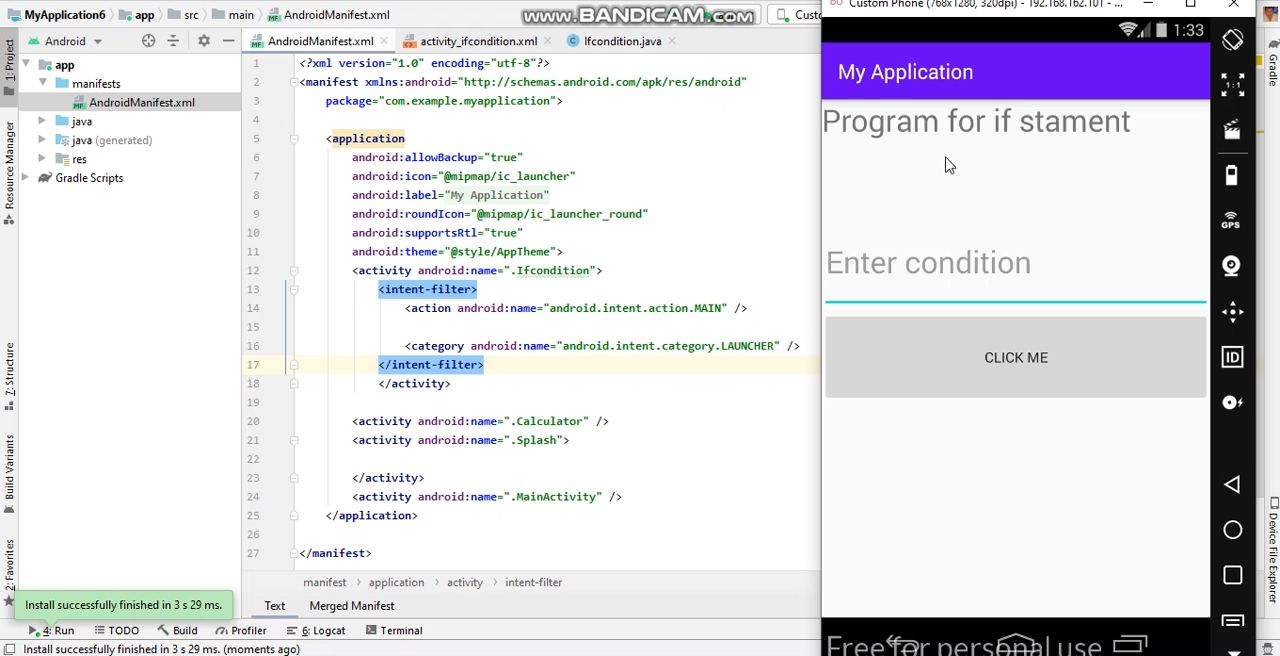 MyApplication6 app src main AndroidManifest.xml
www.BANDICAM.com
Custom Phone (768x1280, 320dpi) - 192.168.162.101 - ...
Android
AndroidManifest.xml activity_ifcondition.xml Ifcondition.java
1: Project
Resource Manager
7: Structure
Build Variants
2: Favorites
app
manifests
AndroidManifest.xml
java
java (generated)
res
Gradle Scripts
1 <?xml version="1.0" encoding="utf-8"?>
2 <manifest xmlns:android="http://schemas.android.com/apk/res/android"
3 package="com.example.myapplication">
4
5 <application
6 android:allowBackup="true"
7 android:icon="@mipmap/ic_launcher"
8 android:label="My Application"
9 android:roundIcon="@mipmap/ic_launcher_round"
10 android:supportsRtl="true"
11 android:theme="@style/AppTheme">
12 <activity android:name=".Ifcondition">
13 <intent-filter>
14 <action android:name="android.intent.action.MAIN" />
15
16 <category android:name="android.intent.category.LAUNCHER" />
17 </intent-filter>
18 </activity>
19
20 <activity android:name=".Calculator" />
21 <activity android:name=".Splash">
22
23 </activity>
24 <activity android:name=".MainActivity" />
25 </application>
26
27 </manifest>
manifest application activity intent-filter
Text Merged Manifest
Install successfully finished in 3 s 29 ms.
4: Run TODO Build Profiler 6: Logcat Terminal
Install successfully finished in 3 s 29 ms. (moments ago)
1:33
My Application
Program for if stament
Enter condition
CLICK ME
Free for personal use
1:1
GPS
ID
Gradle
Device File Explorer